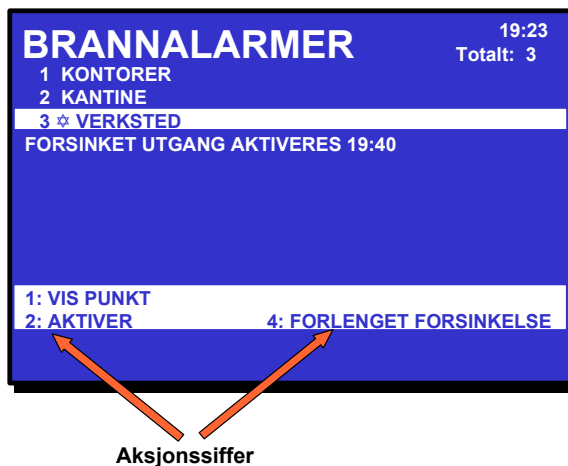 BRANNALARMER 19:23
Totalt: 3
1 KONTORER
2 KANTINE
3 ✡ VERKSTED
FORSINKET UTGANG AKTIVERES 19:40
1: VIS PUNKT
2: AKTIVER 4: FORLENGET FORSINKELSE
Aksjonssiffer